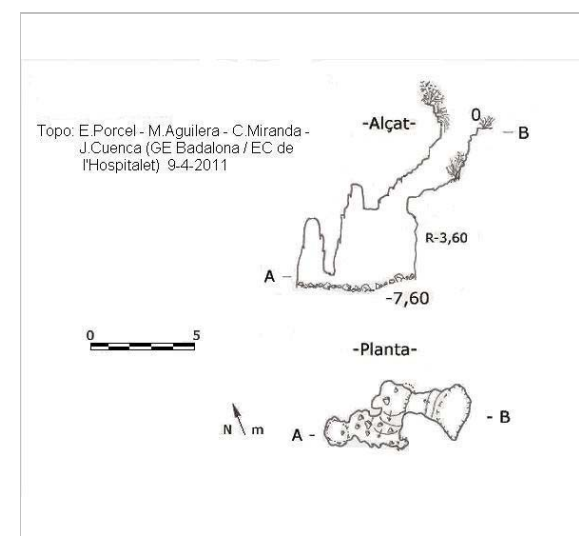 Topo: E.Porcel - M.Aguilera - C.Miranda -
J.Cuenca (GE Badalona / EC de
l'Hospitalet) 9-4-2011
-Alçat-
0
- B
R-3,60
A -
-7,60
0 5
-Planta-
N m
A -
- B